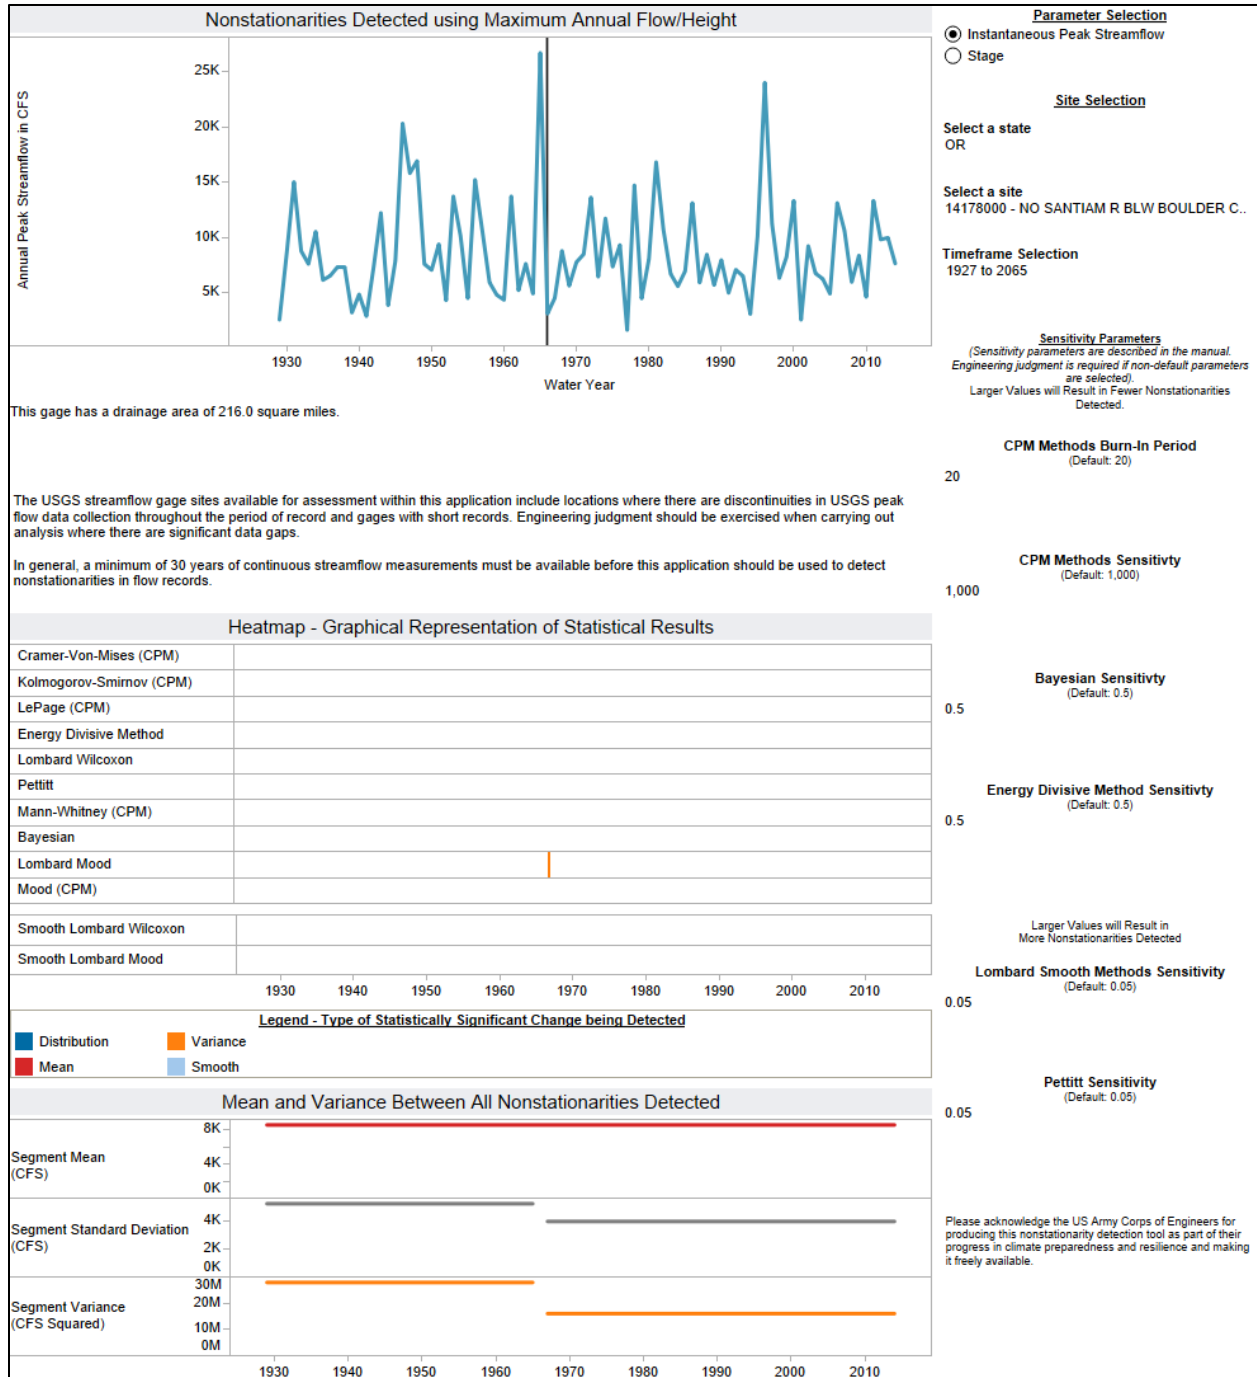 Nonstationarities Detected using Maximum Annual Flow/Height
Annual Peak Streamflow in CFS
25K
20K
15K
10K
5K
1930 1940 1950 1960 1970 1980 1990 2000 2010
Water Year
This gage has a drainage area of 216.0 square miles.
The USGS streamflow gage sites available for assessment within this application include locations where there are discontinuities in USGS peak
flow data collection throughout the period of record and gages with short records. Engineering judgment should be exercised when carrying out
analysis where there are significant data gaps.
In general, a minimum of 30 years of continuous streamflow measurements must be available before this application should be used to detect
nonstationarities in flow records.
Heatmap - Graphical Representation of Statistical Results
Cramer-Von-Mises (CPM)
Kolmogorov-Smirnov (CPM)
LePage (CPM)
Energy Divisive Method
Lombard Wilcoxon
Pettitt
Mann-Whitney (CPM)
Bayesian
Lombard Mood
Mood (CPM)
Smooth Lombard Wilcoxon
Smooth Lombard Mood
1930 1940 1950 1960 1970 1980 1990 2000 2010
Legend - Type of Statistically Significant Change being Detected
Distribution Variance
Mean Smooth
Mean and Variance Between All Nonstationarities Detected
Segment Mean
(CFS)
8K
4K
0K
Segment Standard Deviation
(CFS)
4K
2K
0K
Segment Variance
(CFS Squared)
30M
20M
10M
0M
1930 1940 1950 1960 1970 1980 1990 2000 2010
Parameter Selection
Instantaneous Peak Streamflow
Stage
Site Selection
Select a state
OR
Select a site
14178000 - NO SANTIAM R BLW BOULDER C..
Timeframe Selection
1927 to 2065
Sensitivity Parameters
(Sensitivity parameters are described in the manual.
Engineering judgment is required if non-default parameters
are selected).
Larger Values will Result in Fewer Nonstationarities
Detected.
CPM Methods Burn-In Period
(Default: 20)
20
CPM Methods Sensitivty
(Default: 1,000)
1,000
Bayesian Sensitivty
(Default: 0.5)
0.5
Energy Divisive Method Sensitivty
(Default: 0.5)
0.5
Larger Values will Result in
More Nonstationarities Detected
Lombard Smooth Methods Sensitivity
(Default: 0.05)
0.05
Pettitt Sensitivity
(Default: 0.05)
0.05
Please acknowledge the US Army Corps of Engineers for
producing this nonstationarity detection tool as part of their
progress in climate preparedness and resilience and making
it freely available.